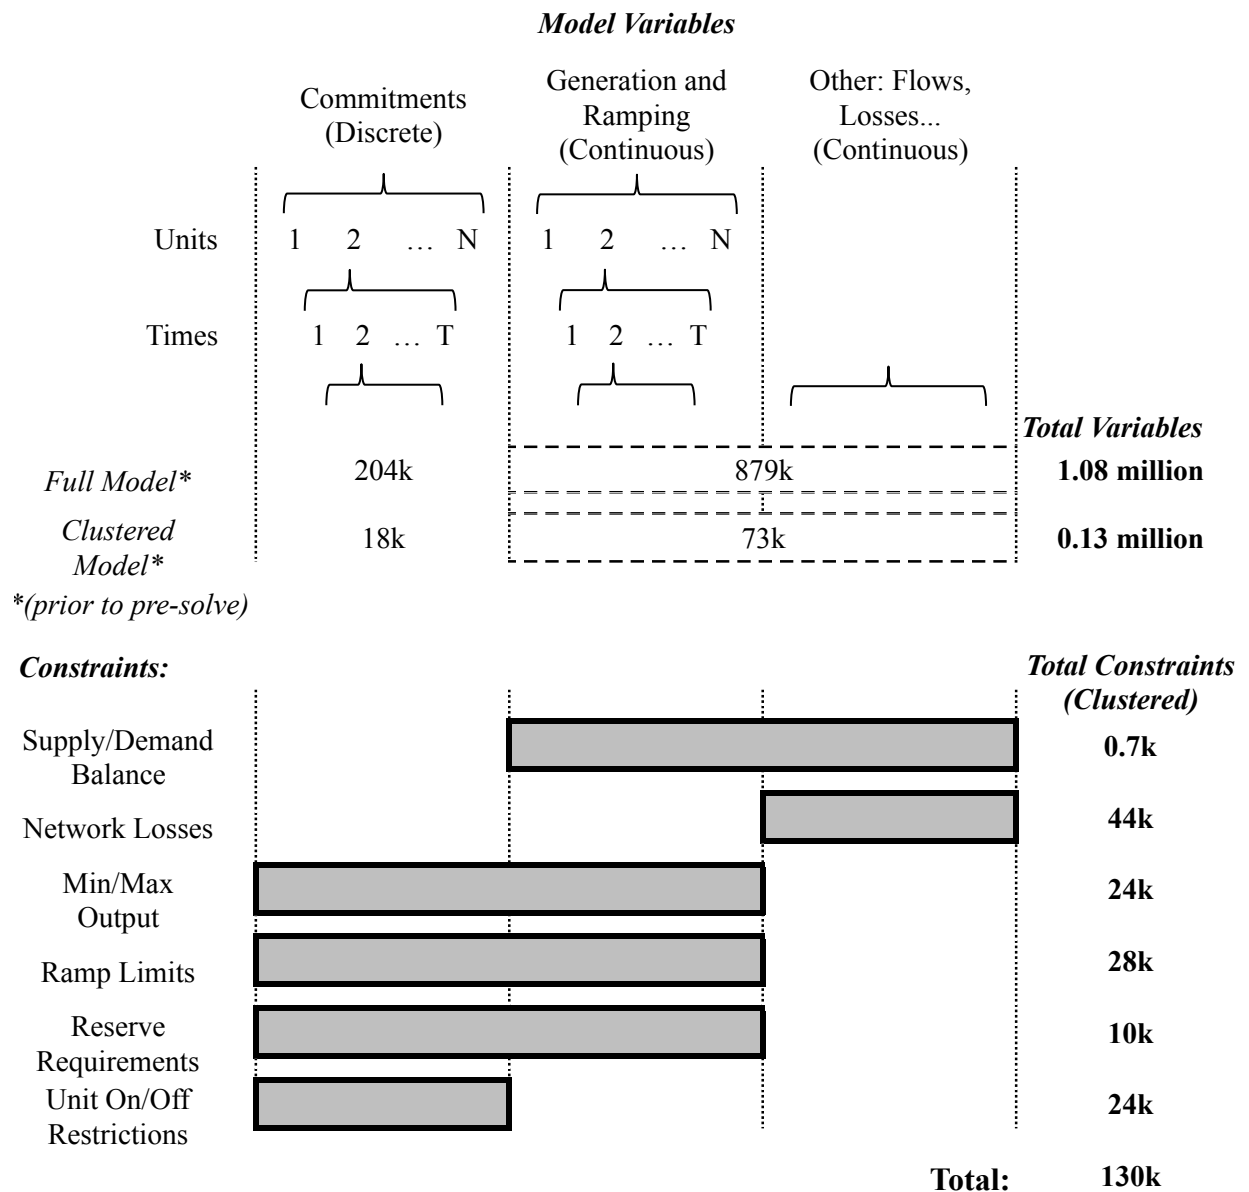 Model Variables
Commitments
(Discrete)
Generation and
Ramping
(Continuous)
Other: Flows,
Losses...
(Continuous)
Units
1 2 … N
1 2 … N
Times
1 2 … T
1 2 … T
Total Variables
Full Model*
204k
879k
1.08 million
Clustered
Model*
18k
73k
0.13 million
*(prior to pre-solve)
Constraints:
Total Constraints
(Clustered)
Supply/Demand
Balance
0.7k
Network Losses
44k
Min/Max
Output
24k
Ramp Limits
28k
Reserve
Requirements
10k
Unit On/Off
Restrictions
24k
Total:
130k